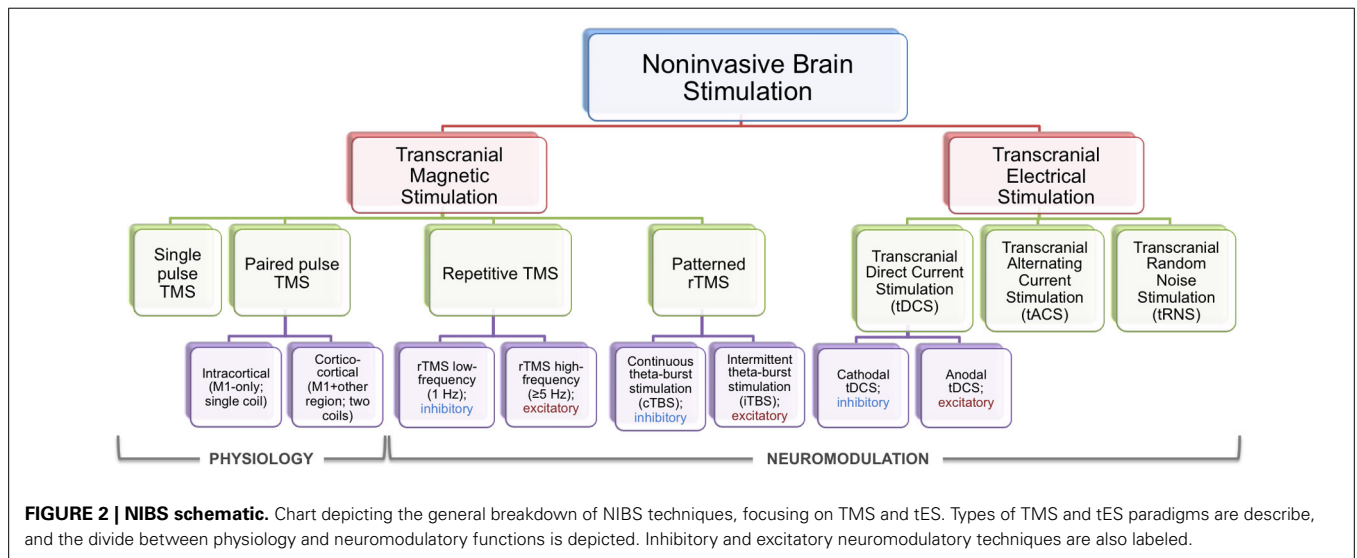 Noninvasive Brain
Stimulation
Transcranial
Magnetic
Stimulation
Transcranial
Electrical
Stimulation
Single
pulse
TMS
Paired pulse
TMS
Repetitive TMS
Patterned
rTMS
Transcranial
Direct Current
Stimulation
(tDCS)
Transcranial
Alternating
Current
Stimulation
(tACS)
Transcranial
Random
Noise
Stimulation
(tRNS)
Intracortical
(M1-only;
single coil)
Cortico-
cortical
(M1+other
region; two
coils)
rTMS low-
frequency
(1 Hz);
inhibitory
rTMS high-
frequency
(≥5 Hz);
excitatory
Continuous
theta-burst
stimulation
(cTBS);
inhibitory
Intermittent
theta-burst
stimulation
(iTBS);
excitatory
Cathodal
tDCS;
inhibitory
Anodal
tDCS;
excitatory
PHYSIOLOGY
NEUROMODULATION
FIGURE 2 | NIBS schematic. Chart depicting the general breakdown of NIBS techniques, focusing on TMS and tES. Types of TMS and tES paradigms are describe,
and the divide between physiology and neuromodulatory functions is depicted. Inhibitory and excitatory neuromodulatory techniques are also labeled.